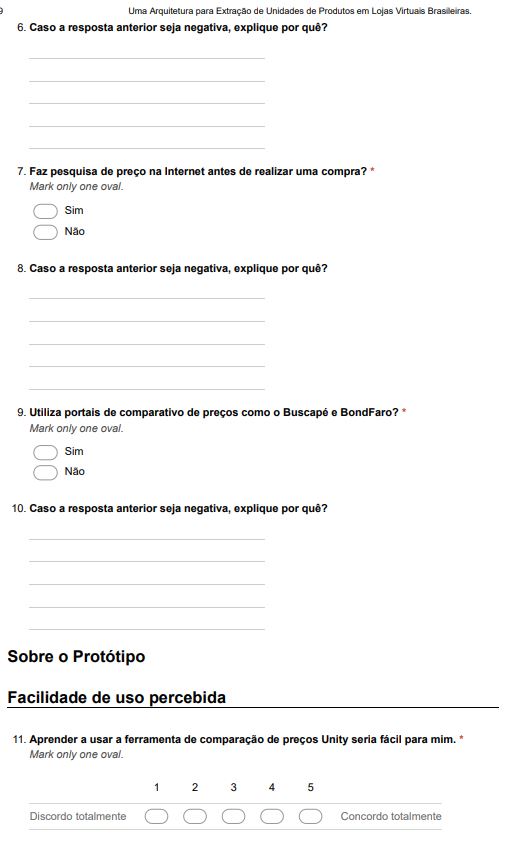 9 Uma Arquitetura para Extração de Unidades de Produtos em Lojas Virtuais Brasileiras.
6. Caso a resposta anterior seja negativa, explique por quê?
7. Faz pesquisa de preço na Internet antes de realizar uma compra? *
Mark only one oval.
Sim
Não
8. Caso a resposta anterior seja negativa, explique por quê?
9. Utiliza portais de comparativo de preços como o Buscapé e BondFaro? *
Mark only one oval.
Sim
Não
10. Caso a resposta anterior seja negativa, explique por quê?
Sobre o Protótipo
Facilidade de uso percebida
11. Aprender a usar a ferramenta de comparação de preços Unity seria fácil para mim. *
Mark only one oval.
1 2 3 4 5
Discordo totalmente Concordo totalmente